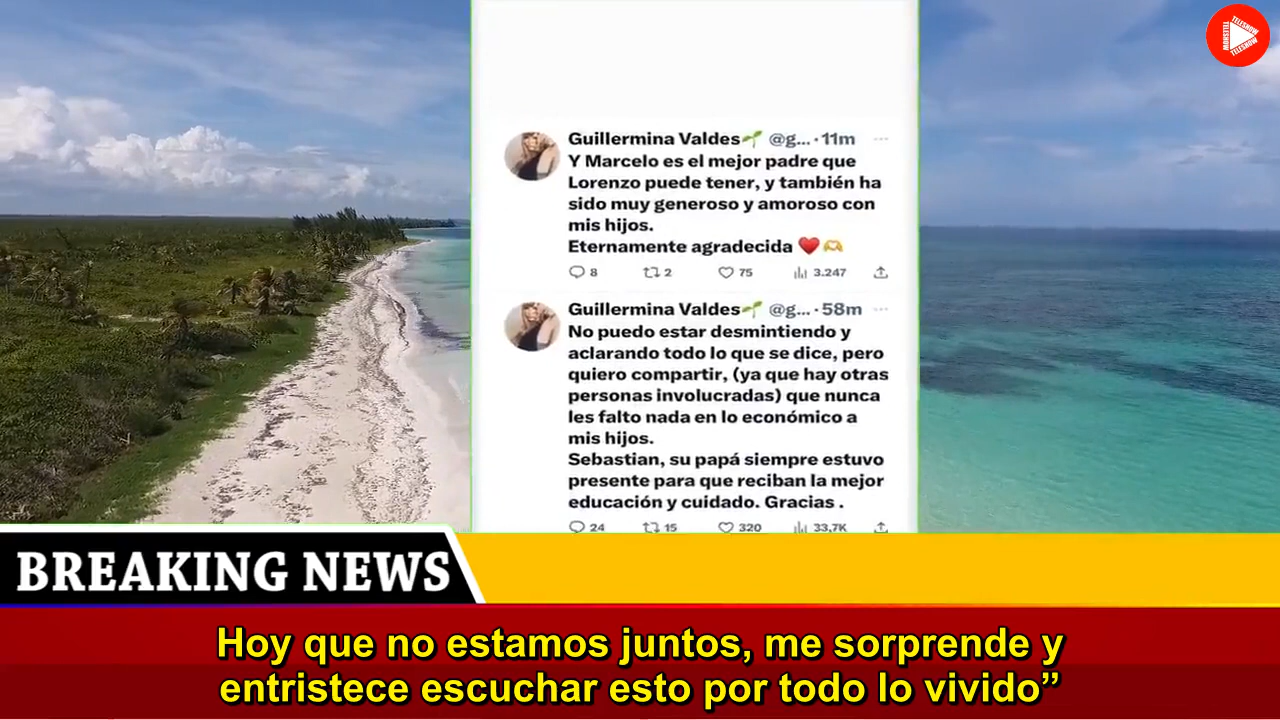 TELESHOW
TELESHOW
TELESHOW
Guillermina Valdes🌱 @g... · 11m ...
Y Marcelo es el mejor padre que
Lorenzo puede tener, y también ha
sido muy generoso y amoroso con
mis hijos.
Eternamente agradecida ❤️🫶
8 2 75 3.247
Guillermina Valdes🌱 @g... · 58m ...
No puedo estar desmintiendo y
aclarando todo lo que se dice, pero
quiero compartir, (ya que hay otras
personas involucradas) que nunca
les falto nada en lo económico a
mis hijos.
Sebastian, su papá siempre estuvo
presente para que reciban la mejor
educación y cuidado. Gracias .
24 15 320 33,7K
BREAKING NEWS
Hoy que no estamos juntos, me sorprende y
entristece escuchar esto por todo lo vivido”